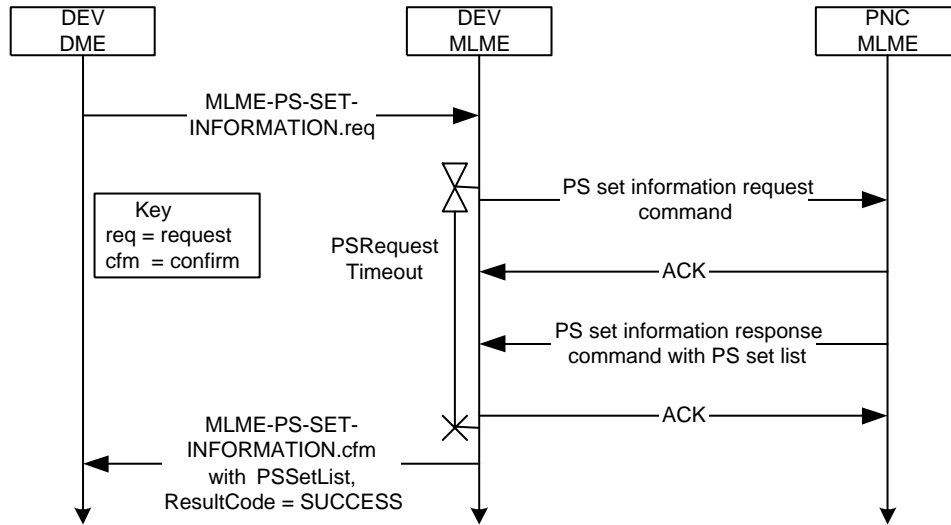 DEV
DME
DEV
MLME
PNC
MLME
MLME-PS-SET-
INFORMATION.req
PS set information request
command
Key
req = request
cfm = confirm
PSRequest
Timeout
ACK
PS set information response
command with PS set list
ACK
MLME-PS-SET-
INFORMATION.cfm
with PSSetList,
ResultCode = SUCCESS